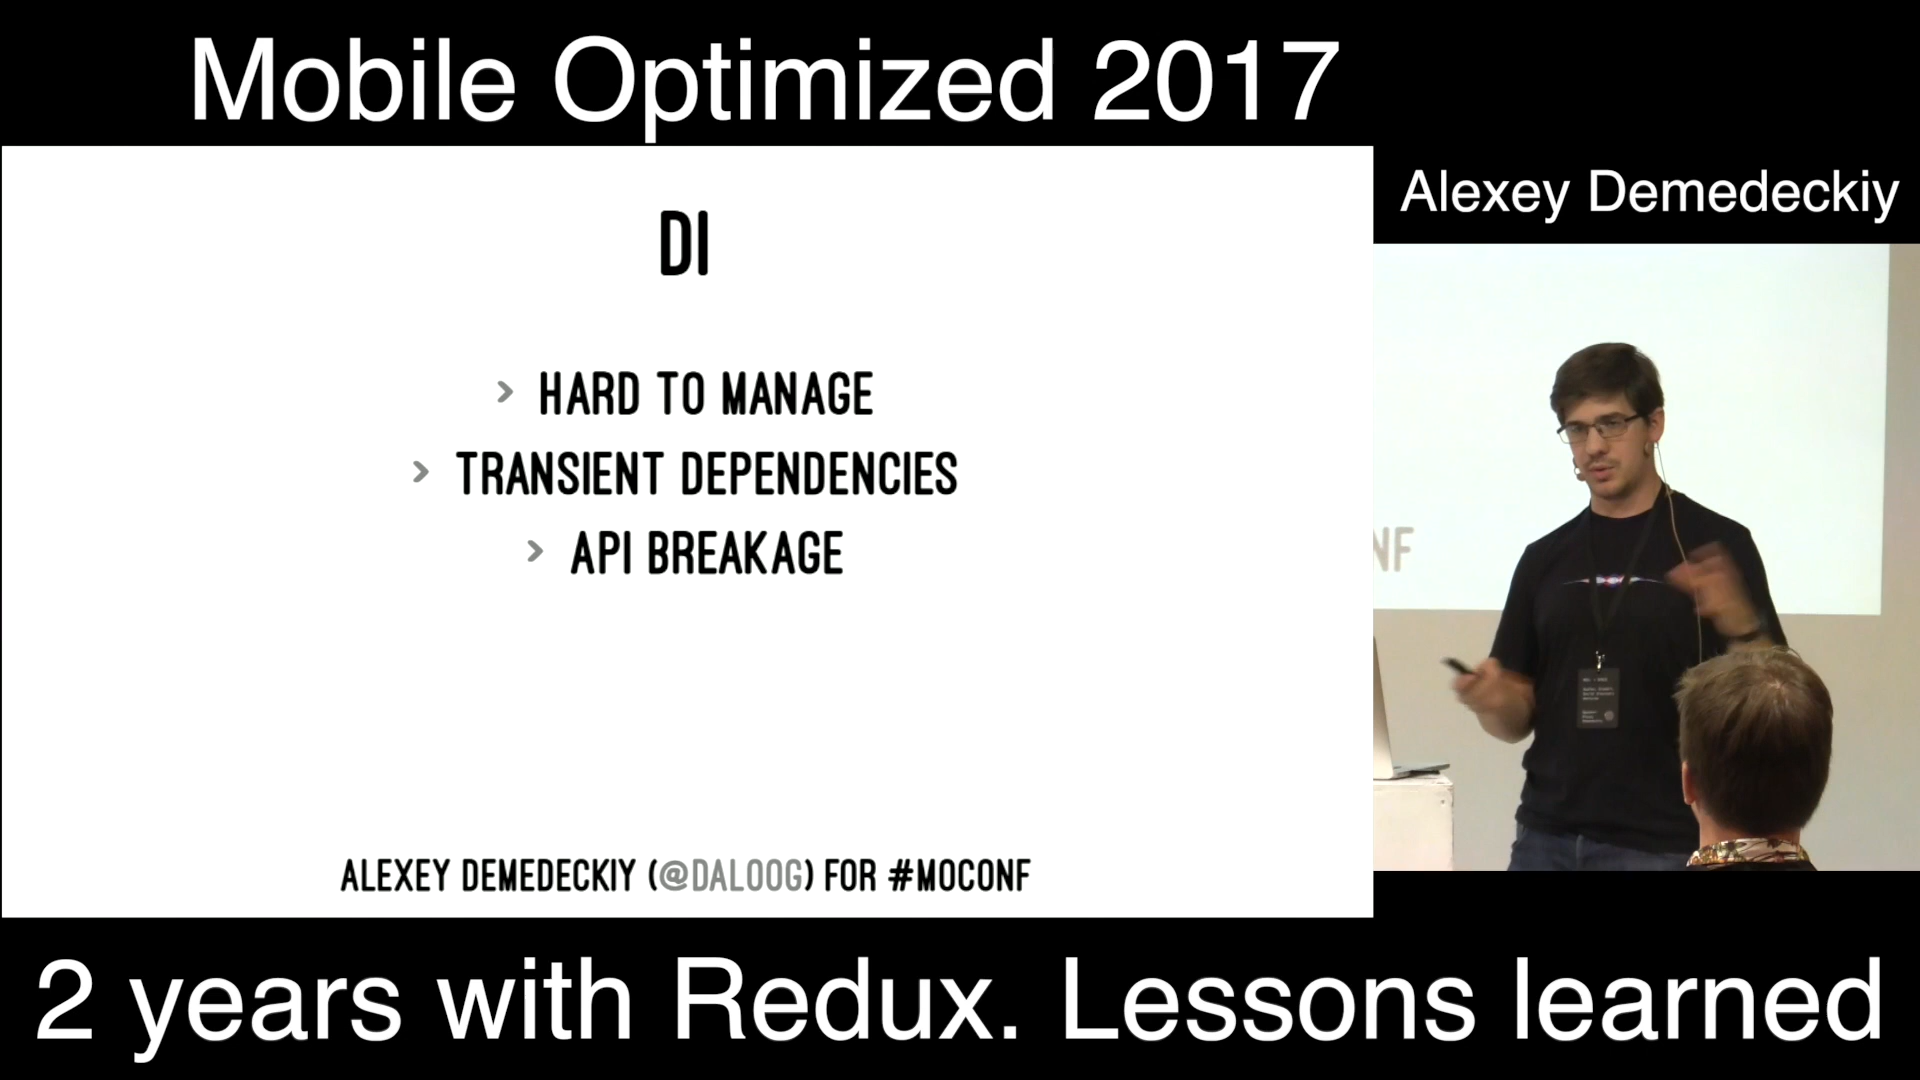 Mobile Optimized 2017
Alexey Demedeckiy
DI
› HARD TO MANAGE
› TRANSIENT DEPENDENCIES
› API BREAKAGE
ALEXEY DEMEDECKIY (@DALOOG) FOR #MOCONF
NF
2 years with Redux. Lessons learned